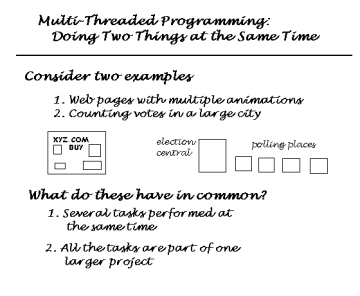 Multi-Threaded Programming:
Doing Two Things at the Same Time
Consider two examples
1. Web pages with multiple animations
2. Counting votes in a large city
XYZ COM
BUY
election
central
polling places
What do these have in common?
1. Several tasks performed at
the same time
2. All the tasks are part of one
larger project